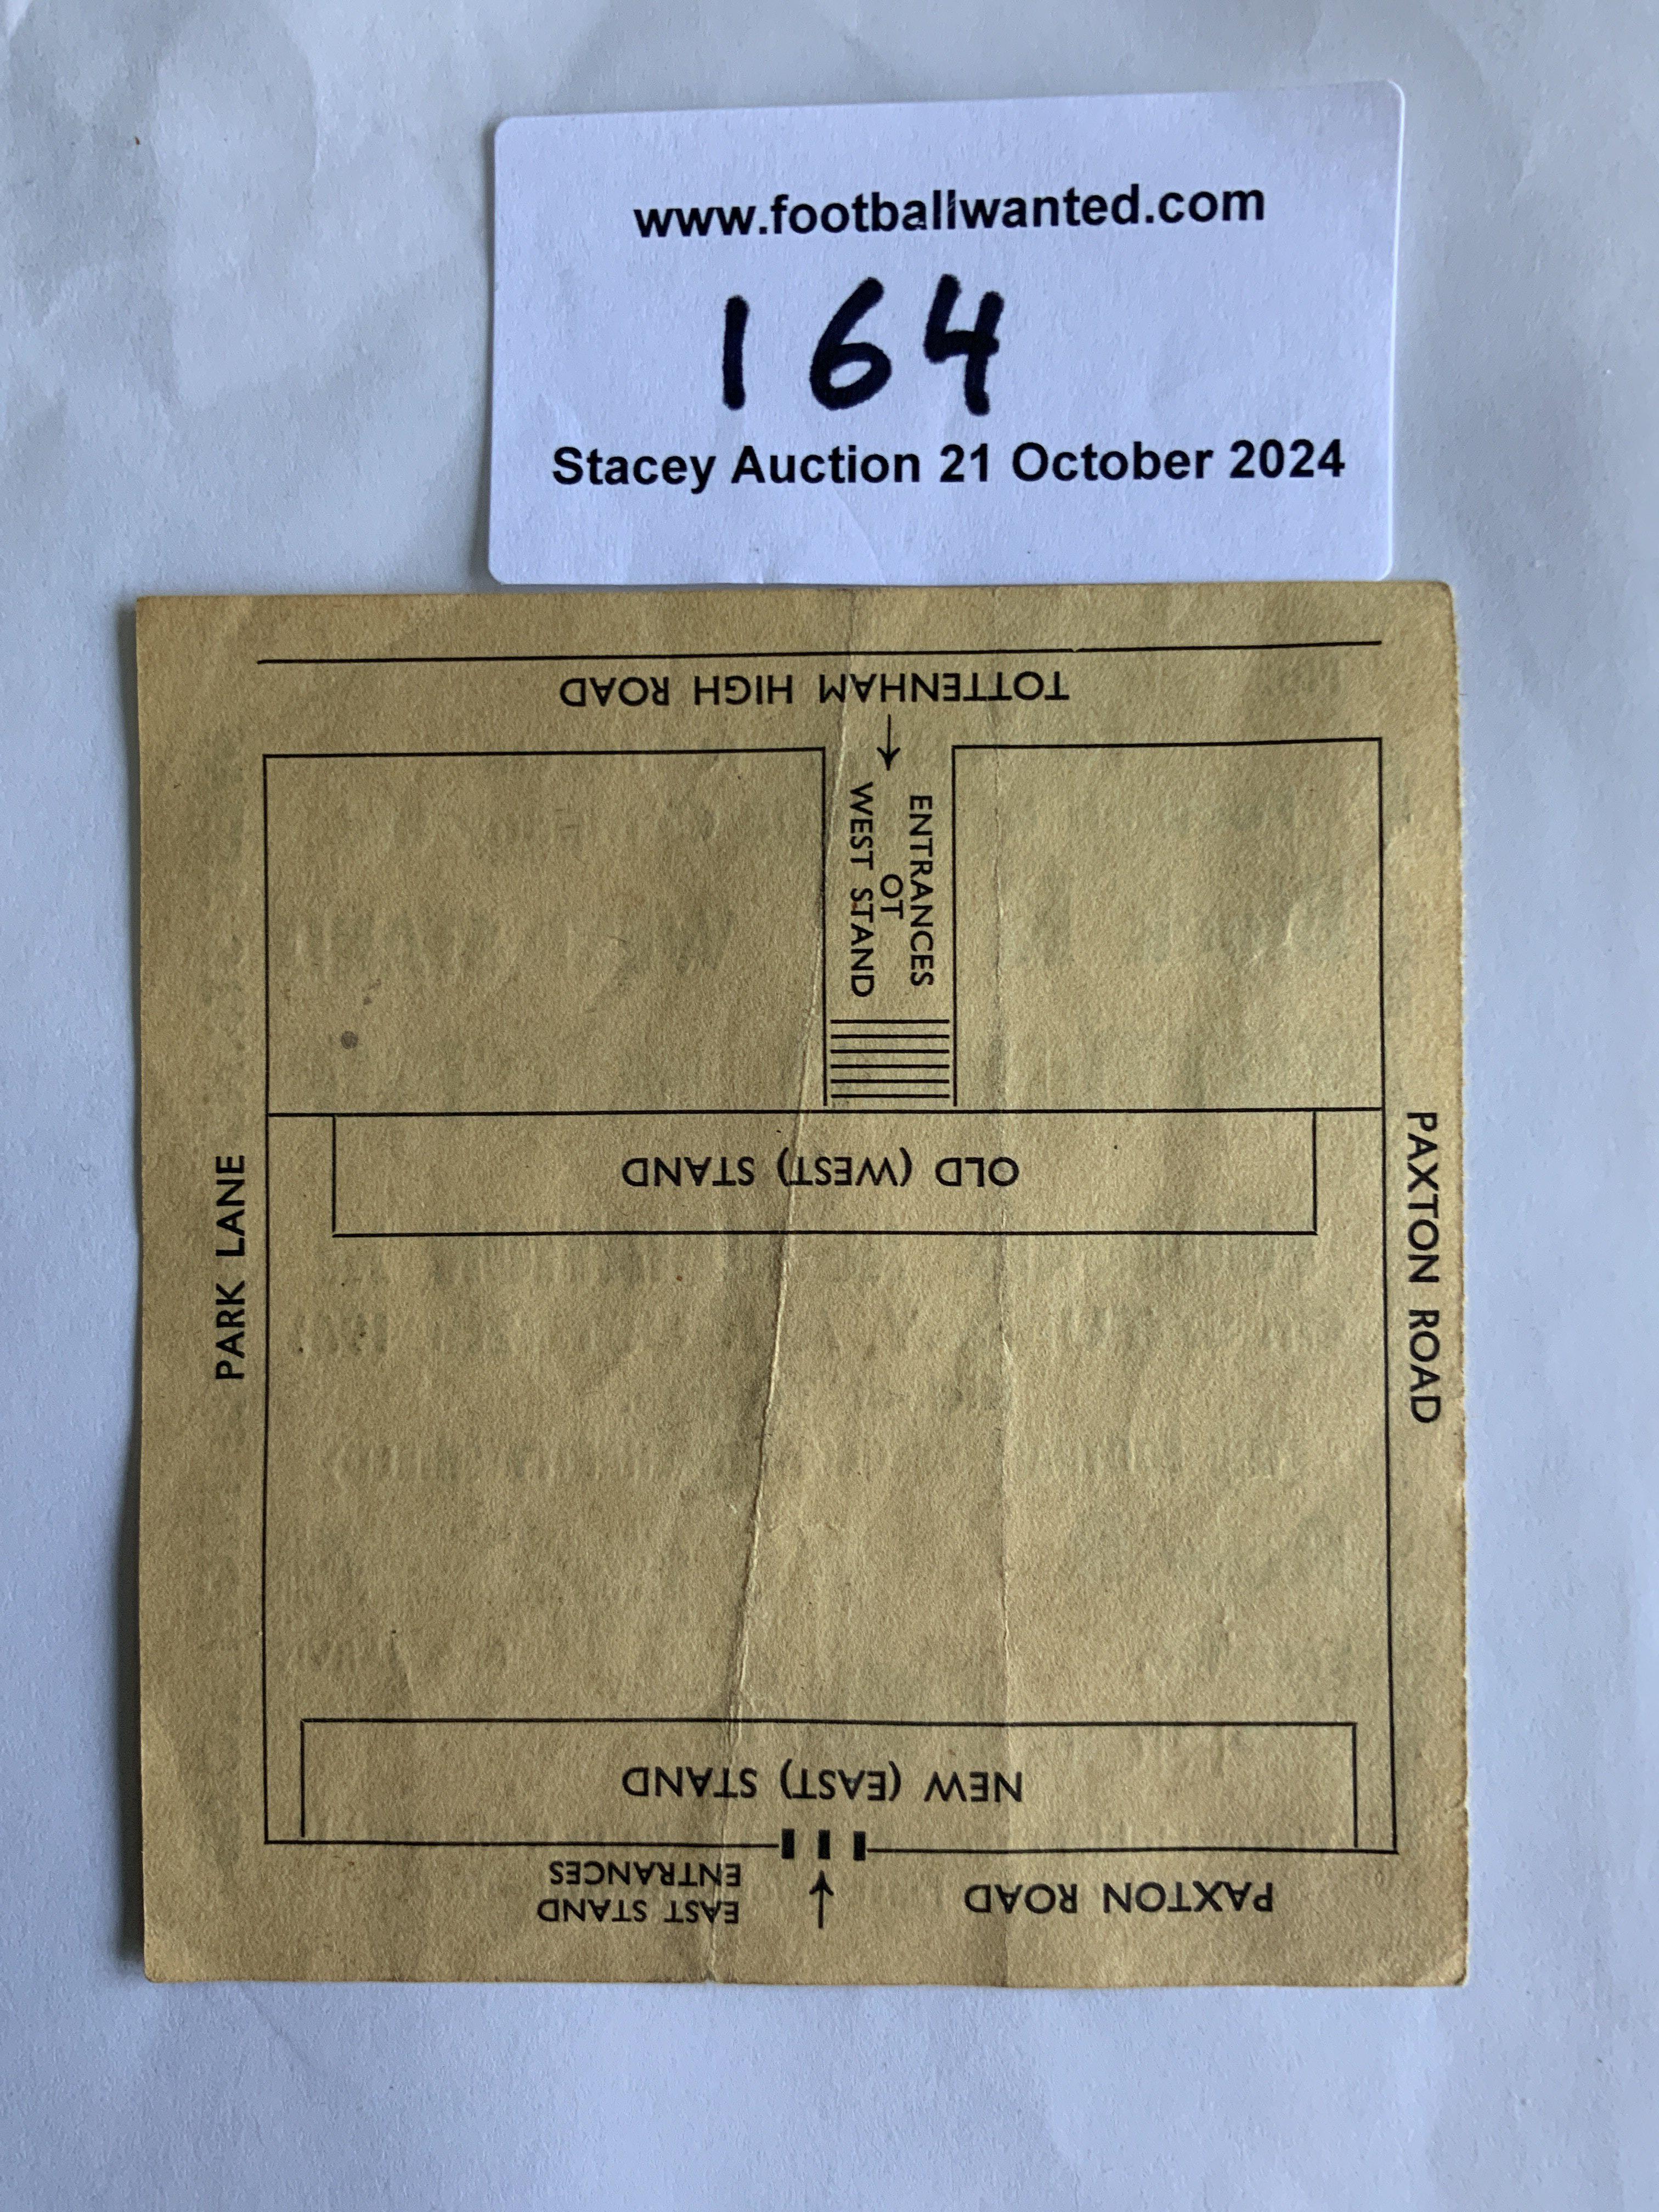 www.footballwanted.com
164
Stacey Auction 21 October 2024
TOTTENHAM HIGH ROAD
ENTRANCES
TO
WEST STAND
OLD (WEST) STAND
PARK LANE
PAXTON ROAD
NEW (EAST) STAND
EAST STAND
ENTRANCES
PAXTON ROAD